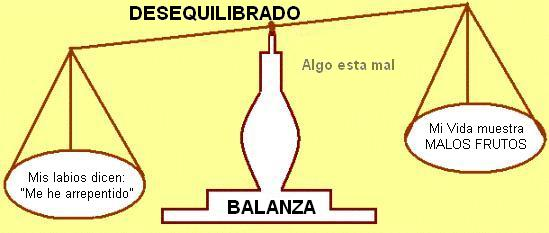 DESEQUILIBRADO
Algo esta mal
Mi Vida muestra
MALOS FRUTOS
Mis labios dicen:
"Me he arrepentido"
BALANZA